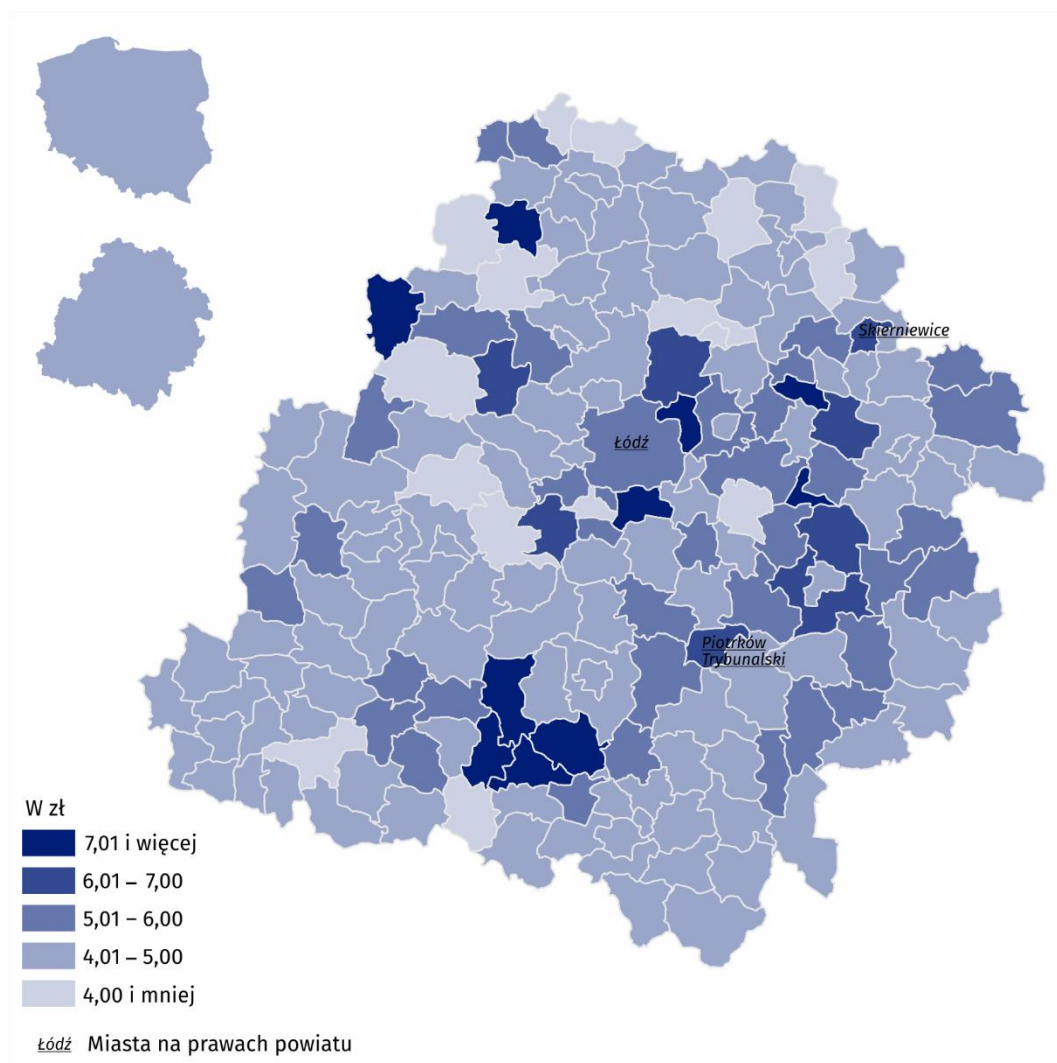 Skierniewice
Łódź
Piotrków
Trybunalski
W zł
7,01 i więcej
6,01 – 7,00
5,01 – 6,00
4,01 – 5,00
4,00 i mniej
Łódź Miasta na prawach powiatu